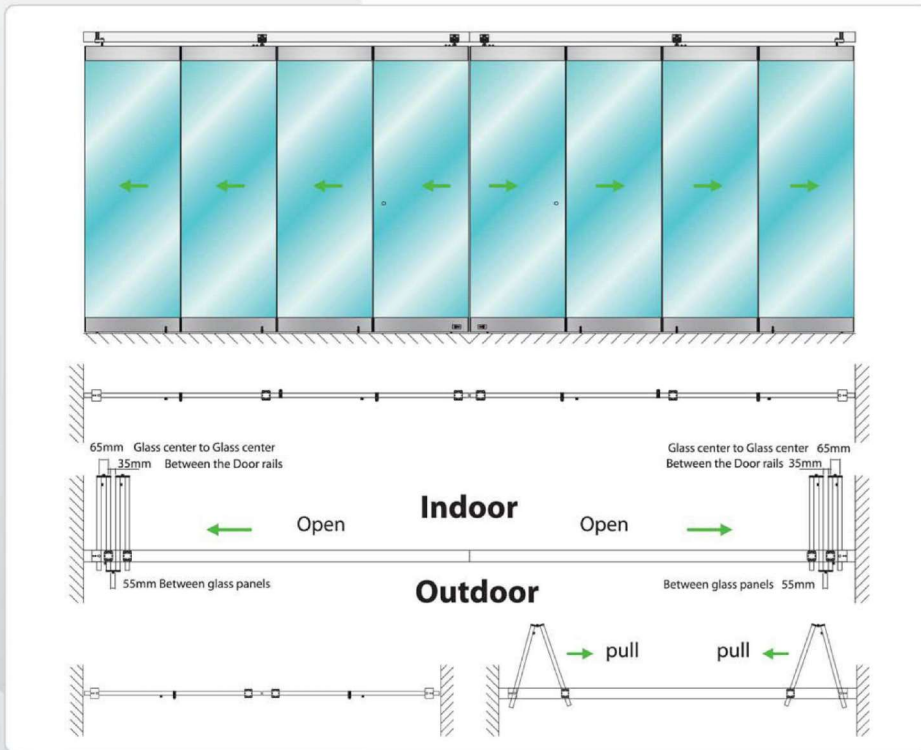 65mm Glass center to Glass center
35mm Between the Door rails
Glass center to Glass center 65mm
Between the Door rails 35mm
Indoor
Open
Open
55mm Between glass panels
Between glass panels 55mm
Outdoor
pull
pull